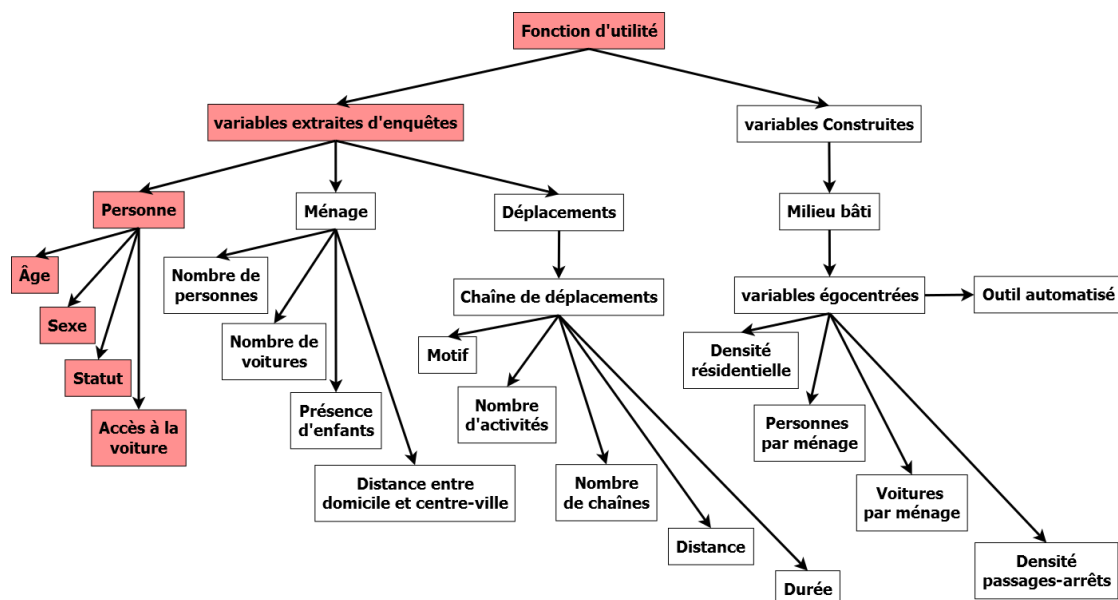 Fonction d'utilité
variables extraites d'enquêtes
variables Construites
Personne
Ménage
Déplacements
Milieu bâti
Âge
Nombre de
personnes
Chaîne de déplacements
variables égocentrées
Outil automatisé
Sexe
Nombre de
voitures
Motif
Densité
résidentielle
Statut
Présence
d'enfants
Nombre
d'activités
Personnes
par ménage
Accès à la
voiture
Distance entre
domicile et centre-ville
Nombre
de chaînes
Voitures
par ménage
Distance
Durée
Densité
passages-arrêts